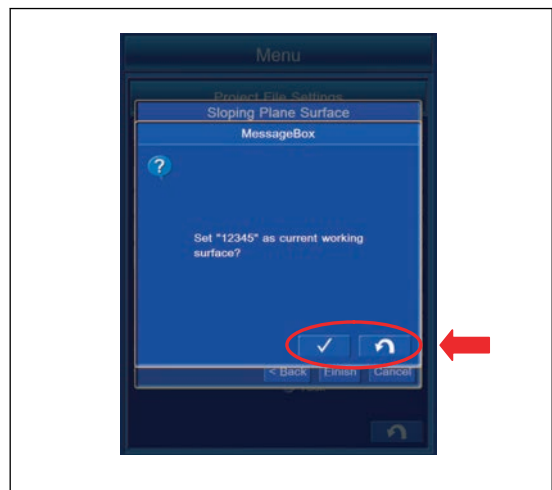 Menu
Project File Settings
Sloping Plane Surface
MessageBox
?
Set "12345" as current working
surface?
< Back Finish Cancel